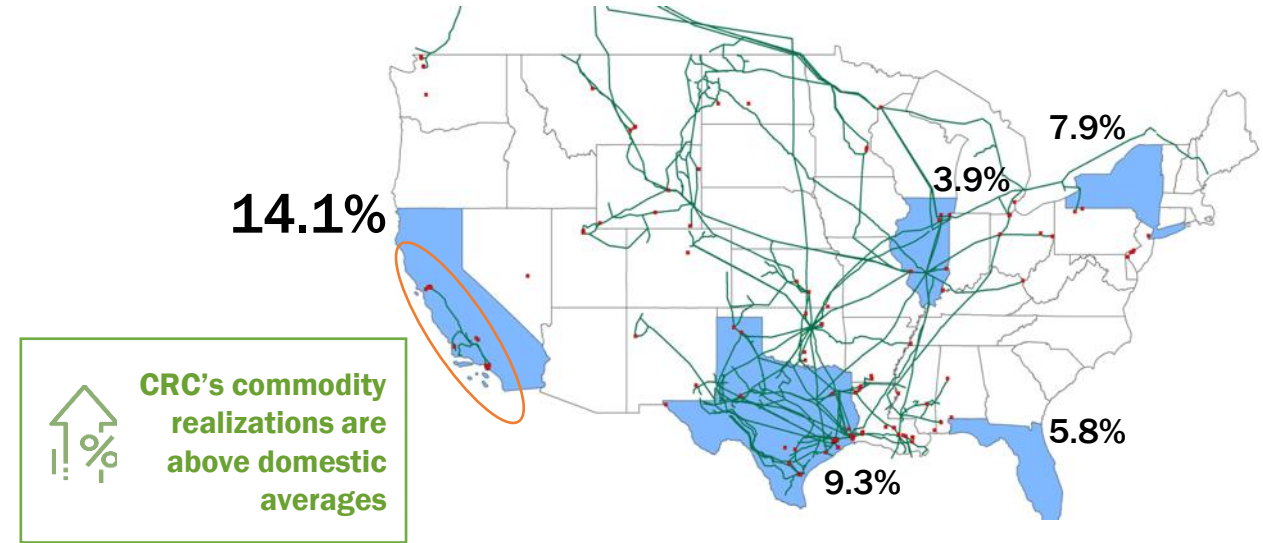 7.9%
3.9%
14.1%
CRC’s commodity
realizations are
above domestic
averages
%
5.8%
9.3%